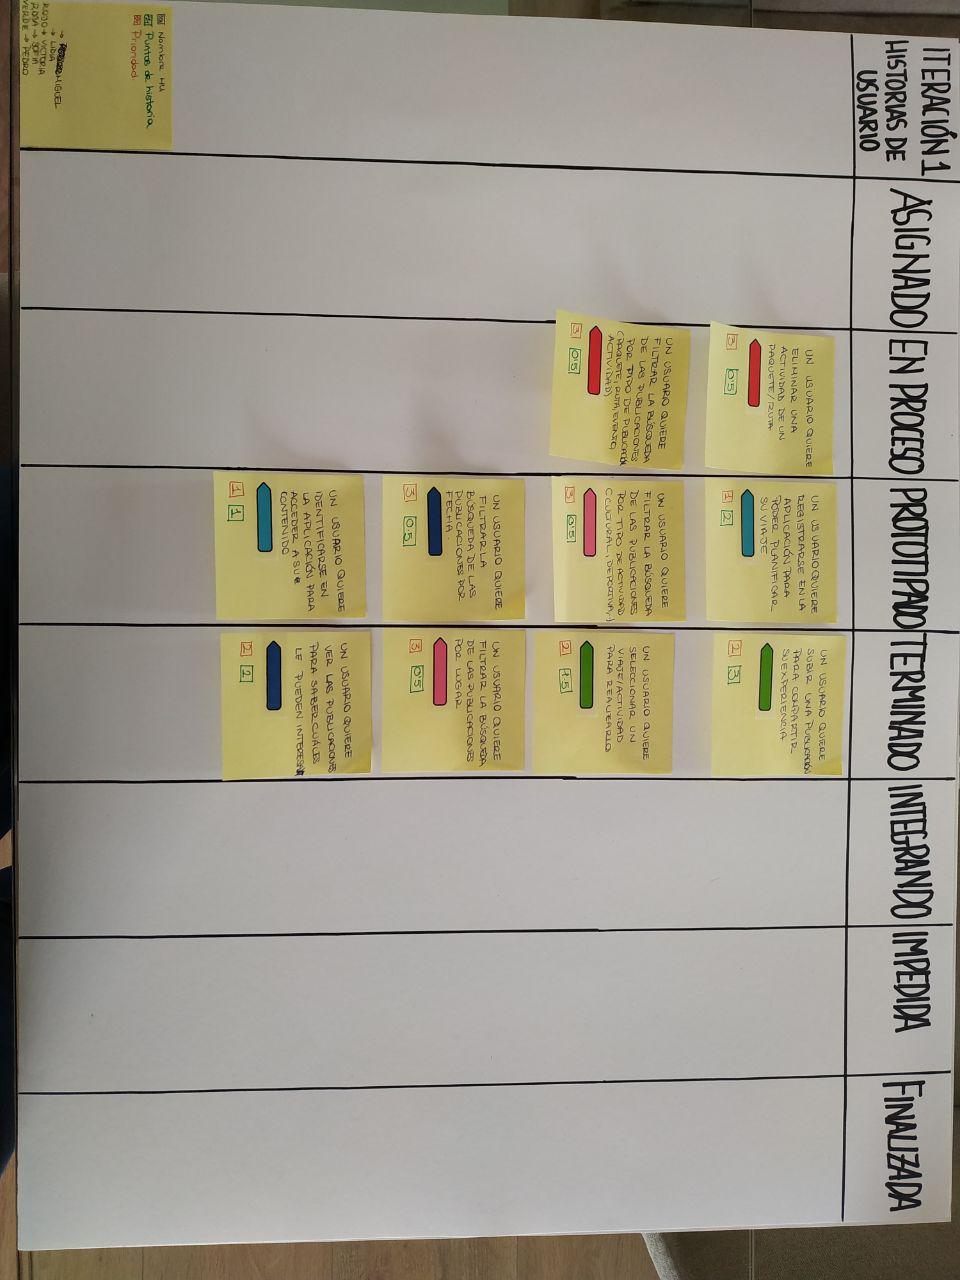 ITERACIÓN 1
HISTORIAS DE
USUARIO
ASIGNADO
EN PROCESO
PROTOTIPADO
TERMINADO
INTEGRANDO
IMPEDIDA
FINALIZADA
UN USUARIO QUIERE
ELIMINAR UNA
ACTIVIDAD DE UN
PAQUETE/RUTA
3 0'5
UN USUARIO QUIERE
FILTRAR LA BÚSQUEDA
DE LAS PUBLICACIONES
POR TIPO DE PUBLICACIÓN
(PAQUETE, RUTA, EVENTO,
ACTIVIDAD)
3 0'5
UN USUARIO QUIERE
REGISTRARSE EN LA
APLICACIÓN PARA
PODER PLANIFICAR
SU VIAJE
1 2
UN USUARIO QUIERE
FILTRAR LA BÚSQUEDA
DE LAS PUBLICACIONES
POR TIPO DE ACTIVIDAD
(CULTURAL, DEPORTIVA,..)
3 0'5
UN USUARIO QUIERE
FILTRAR LA
BÚSQUEDA DE LAS
PUBLICACIONES POR
FECHA.
3 0.5
UN USUARIO QUIERE
IDENTIFICARSE EN
LA APLICACIÓN PARA
ACCEDER A SU
CONTENIDO
1 1
UN USUARIO QUIERE
SUBIR UNA PUBLICACIÓN
PARA COMPARTIR
SU EXPERIENCIA
2 3
UN USUARIO QUIERE
SELECCIONAR UN
VIAJE/ACTIVIDAD
PARA REALIZARLO
2 1.5
UN USUARIO QUIERE
FILTRAR LA BÚSQUEDA
DE LAS PUBLICACIONES
POR LUGAR
3 0'5
UN USUARIO QUIERE
VER LAS PUBLICACIONES
PARA SABER CUÁLES
LE PUEDEN INTERESAR
2 2
Nombre HU
Puntos de historia
Prioridad
→ MIGUEL
→ LIDIA
ROJO → VICTORIA
ROSA → SOFIA
VERDE → PEDRO